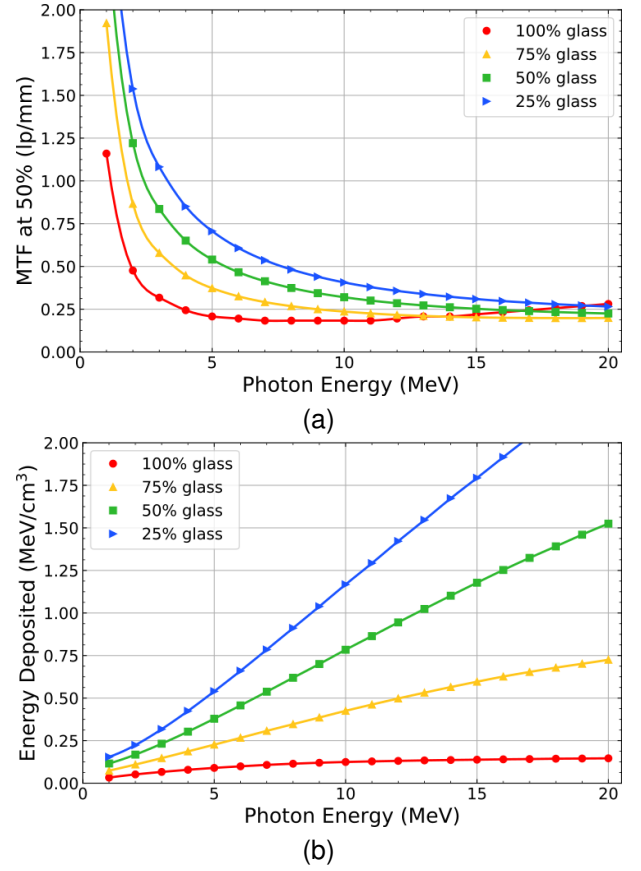 2.00
1.75
1.50
1.25
1.00
0.75
0.50
0.25
0.00
MTF at 50% (lp/mm)
100% glass
75% glass
50% glass
25% glass
0 5 10 15 20
Photon Energy (MeV)
(a)
2.00
1.75
1.50
1.25
1.00
0.75
0.50
0.25
0.00
Energy Deposited (MeV/cm³)
100% glass
75% glass
50% glass
25% glass
0 5 10 15 20
Photon Energy (MeV)
(b)